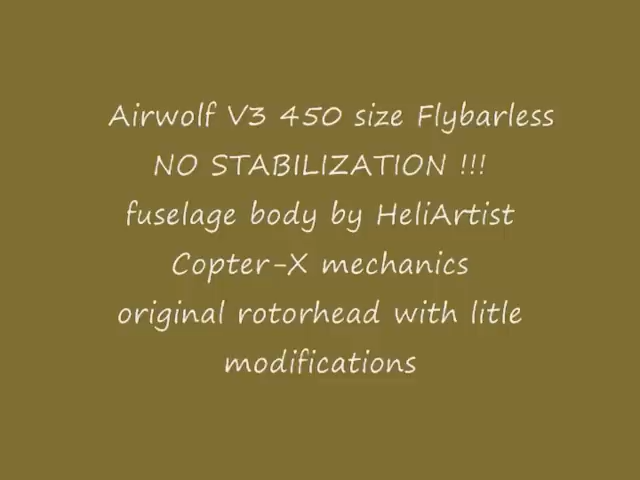 Airwolf V3 450 size Flybarless
NO STABILIZATION !!!
fuselage body by HeliArtist
Copter-X mechanics
original rotorhead with litle
modifications